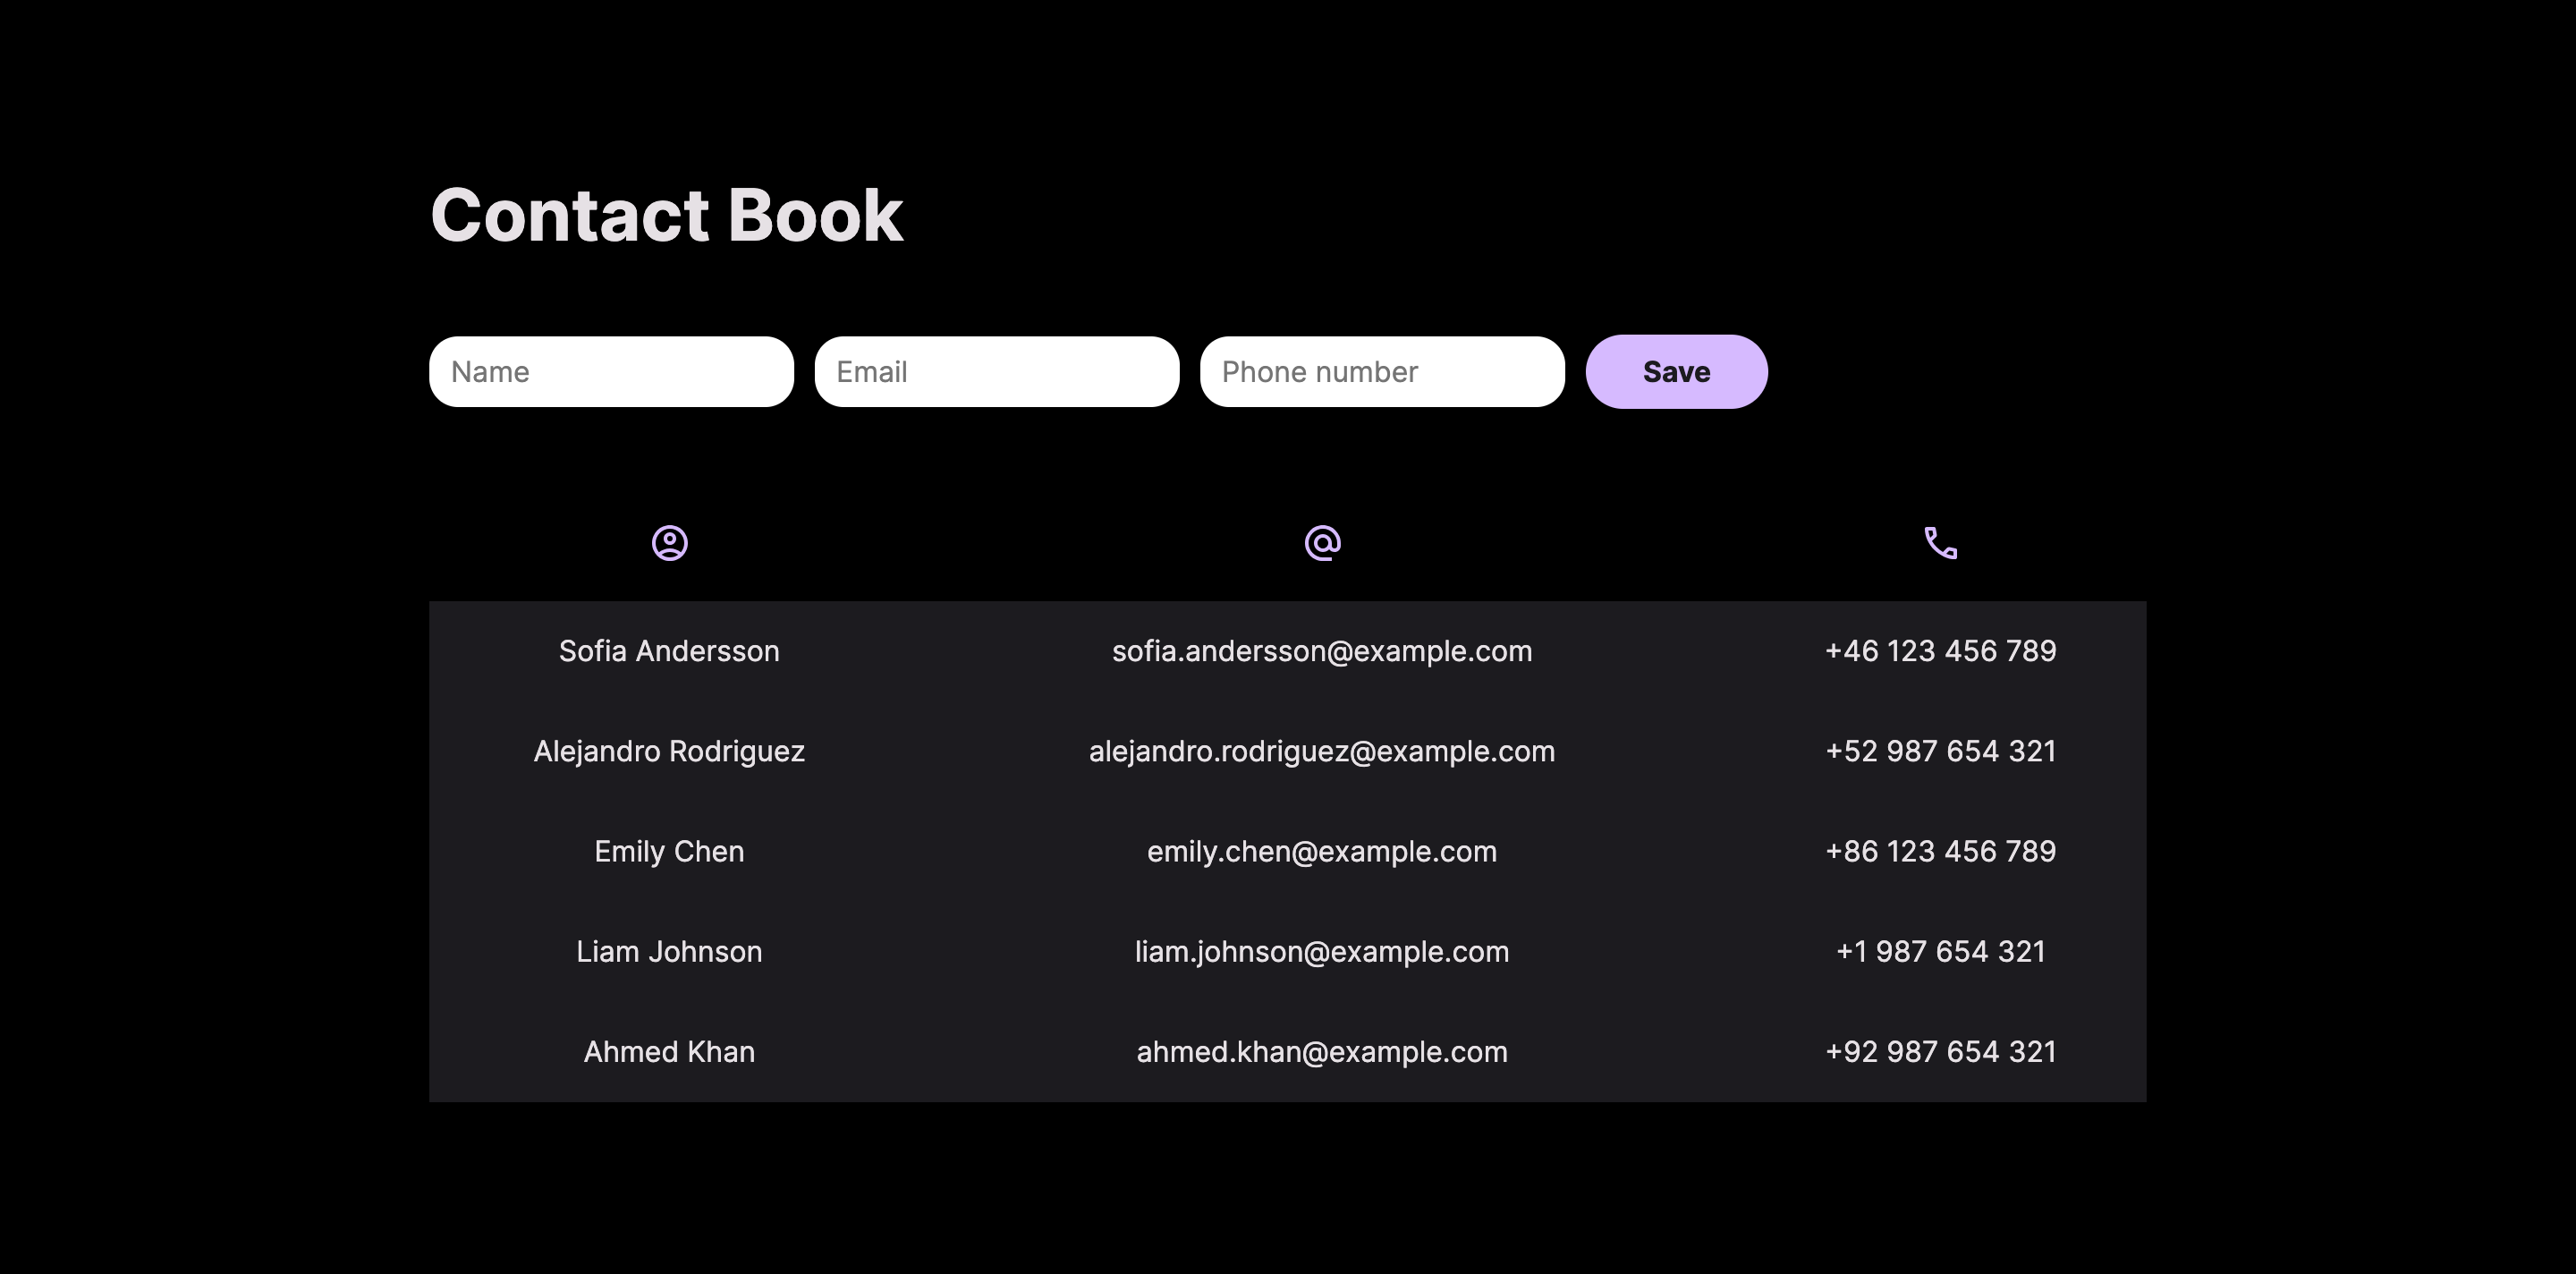 Contact Book
Name Email Phone number Save
Sofia Andersson sofia.andersson@example.com +46 123 456 789
Alejandro Rodriguez alejandro.rodriguez@example.com +52 987 654 321
Emily Chen emily.chen@example.com +86 123 456 789
Liam Johnson liam.johnson@example.com +1 987 654 321
Ahmed Khan ahmed.khan@example.com +92 987 654 321